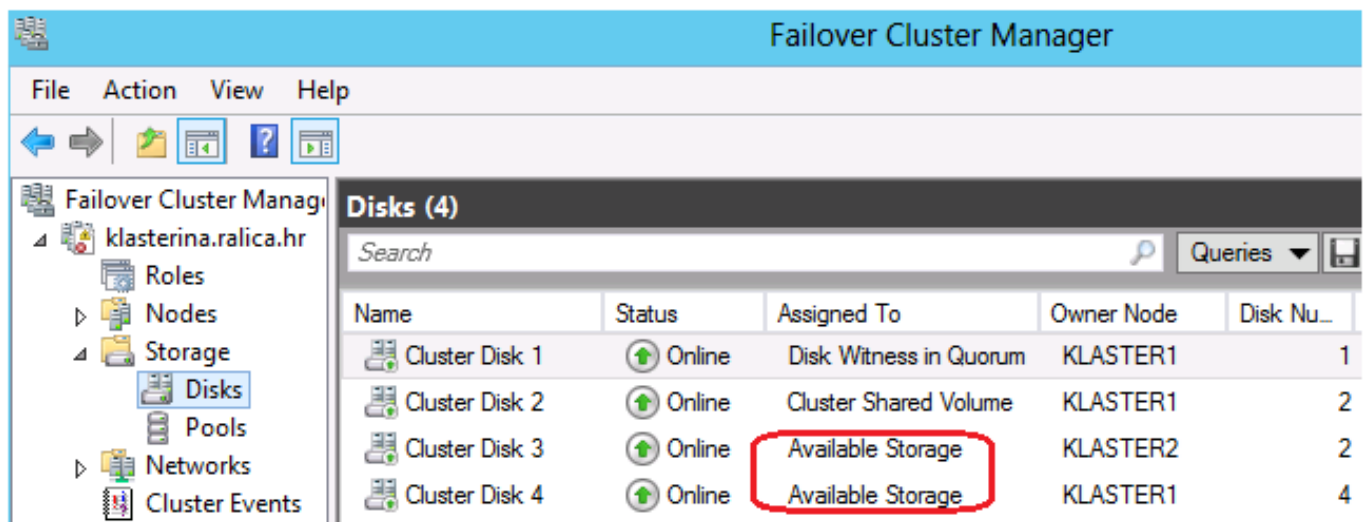 Failover Cluster Manager
File Action View Help
Failover Cluster Manag
klasterina.ralica.hr
Roles
Nodes
Storage
Disks
Pools
Networks
Cluster Events
Disks (4)
Search Queries
Name Status Assigned To Owner Node Disk Nu...
Cluster Disk 1 Online Disk Witness in Quorum KLASTER1 1
Cluster Disk 2 Online Cluster Shared Volume KLASTER1 2
Cluster Disk 3 Online Available Storage KLASTER2 2
Cluster Disk 4 Online Available Storage KLASTER1 4